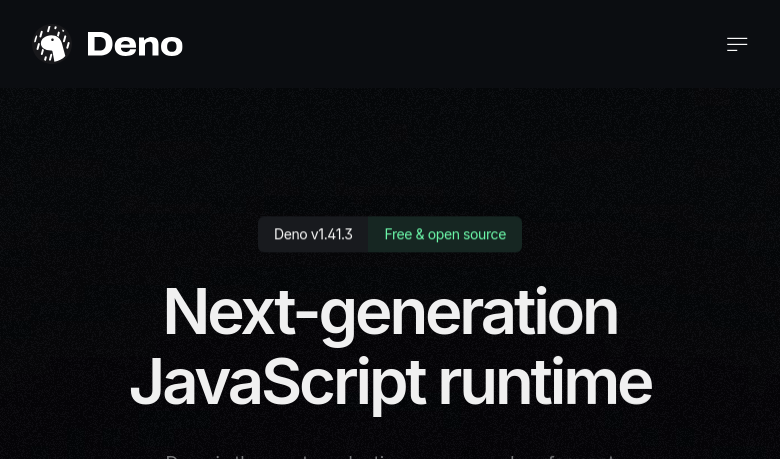 Deno
Deno v1.41.3
Free & open source
Next-generation
JavaScript runtime